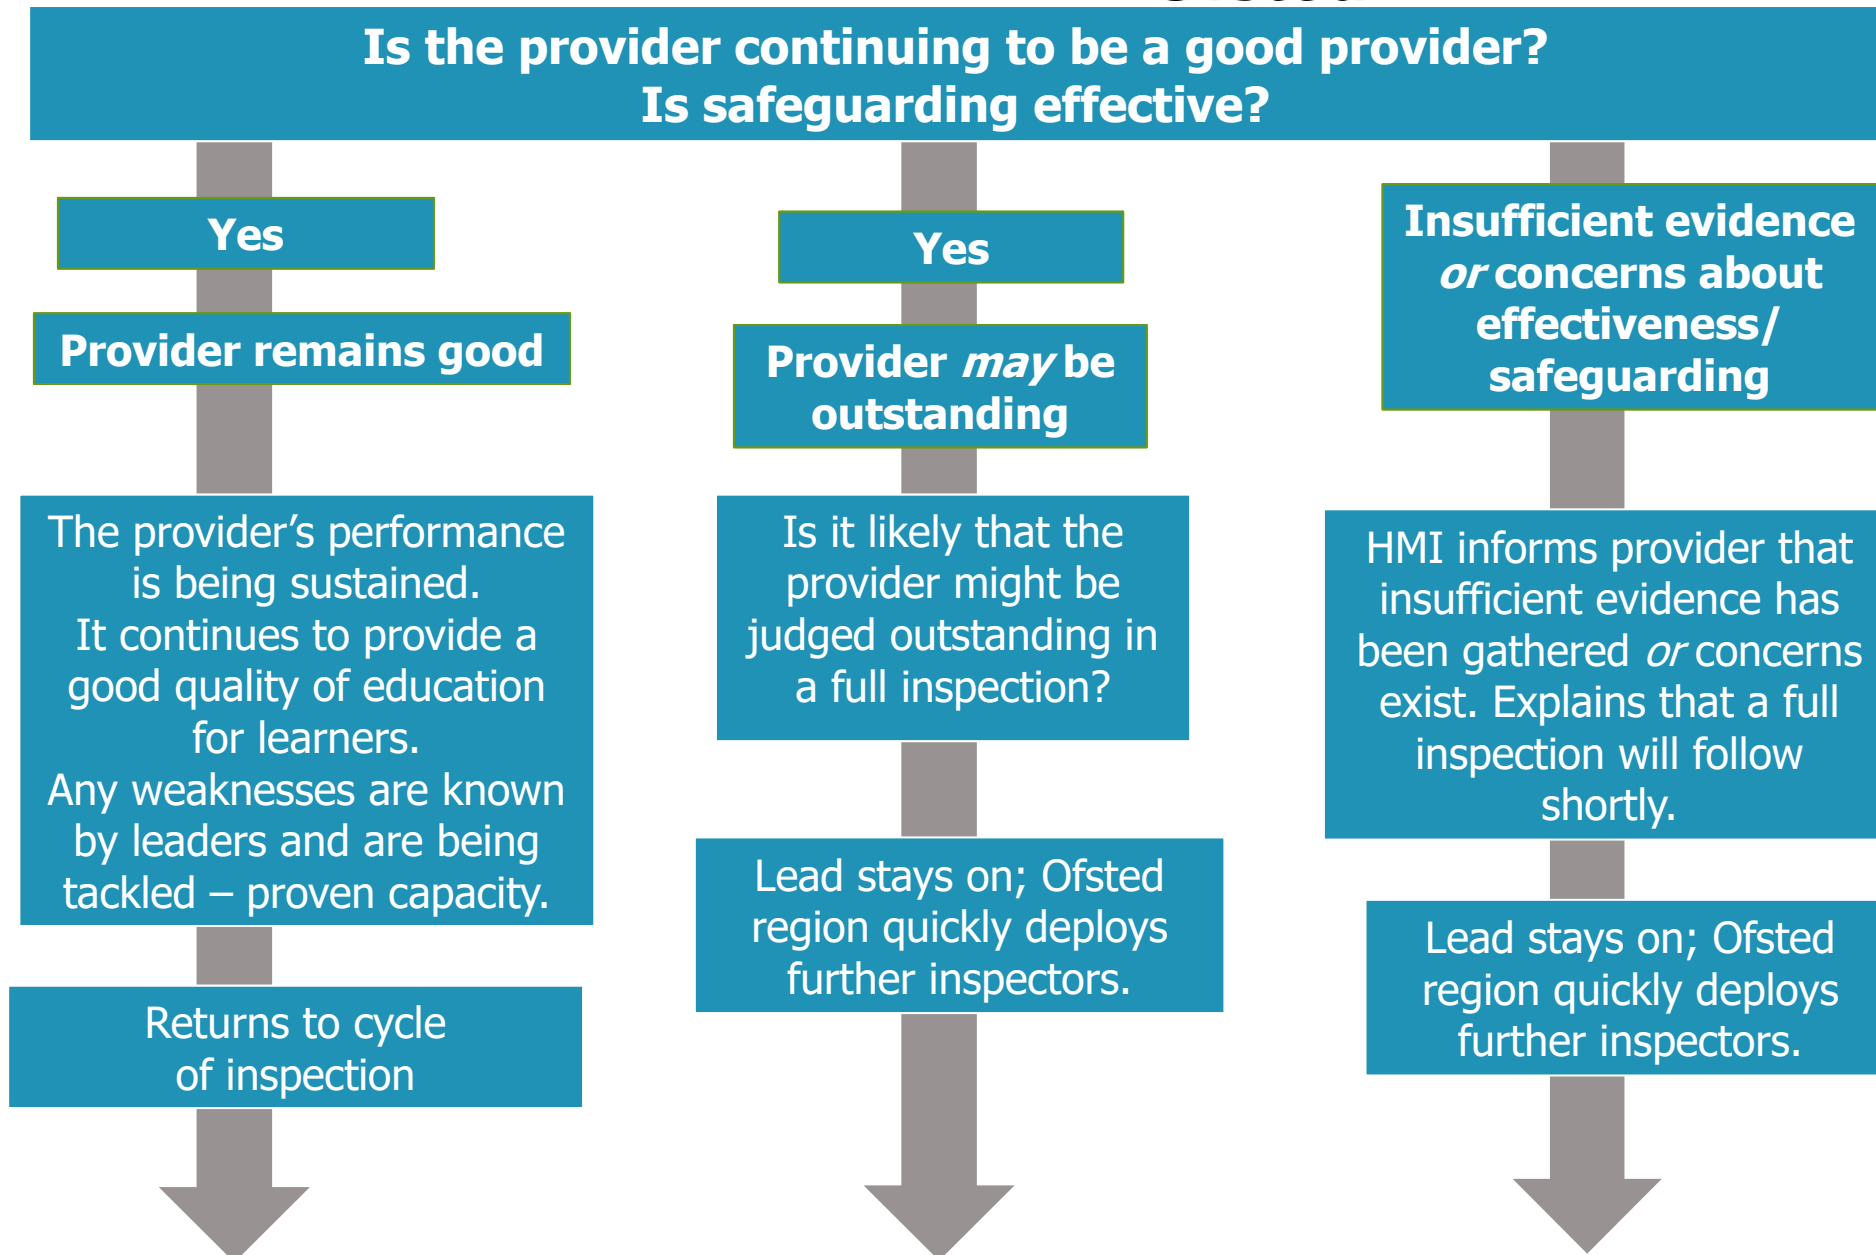 Is the provider continuing to be a good provider?
Is safeguarding effective?
Yes
Provider remains good
The provider’s performance
is being sustained.
It continues to provide a
good quality of education
for learners.
Any weaknesses are known
by leaders and are being
tackled – proven capacity.
Returns to cycle
of inspection
Yes
Provider may be
outstanding
Is it likely that the
provider might be
judged outstanding in
a full inspection?
Lead stays on; Ofsted
region quickly deploys
further inspectors.
Insufficient evidence
or concerns about
effectiveness/
safeguarding
HMI informs provider that
insufficient evidence has
been gathered or concerns
exist. Explains that a full
inspection will follow
shortly.
Lead stays on; Ofsted
region quickly deploys
further inspectors.